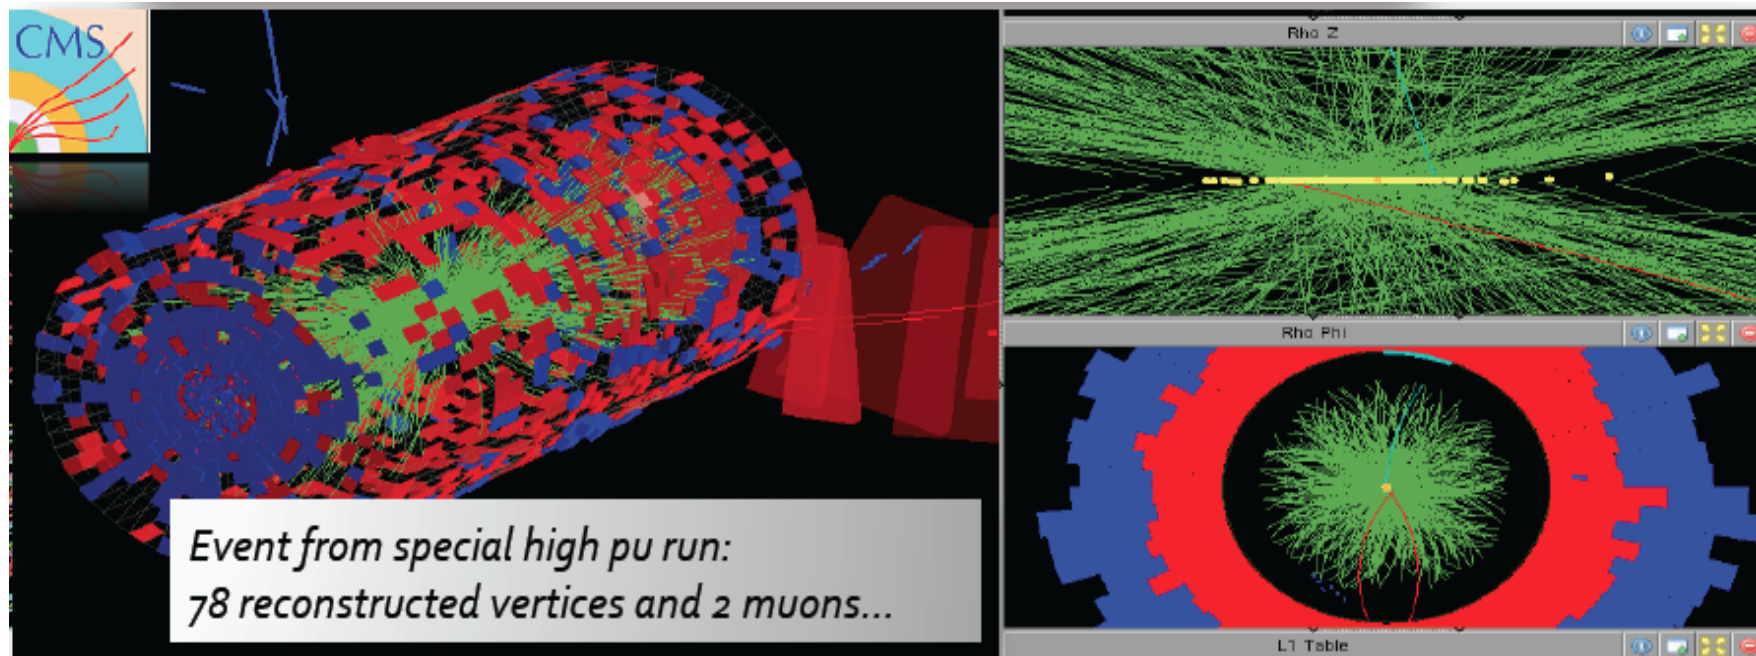 CMS
Rho Z
Event from special high pu run:
78 reconstructed vertices and 2 muons...
Rho Phi
L1 Table